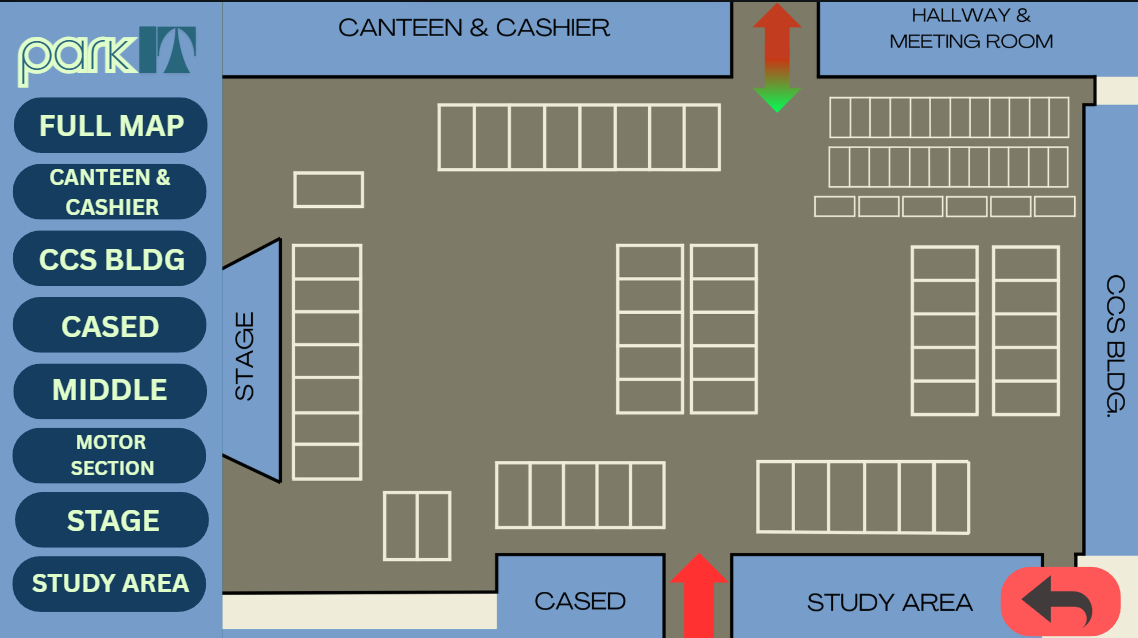 parkIT
FULL MAP
CANTEEN &
CASHIER
CCS BLDG
CASED
MIDDLE
MOTOR
SECTION
STAGE
STUDY AREA
CANTEEN & CASHIER
HALLWAY &
MEETING ROOM
STAGE
CCS BLDG.
CASED
STUDY AREA